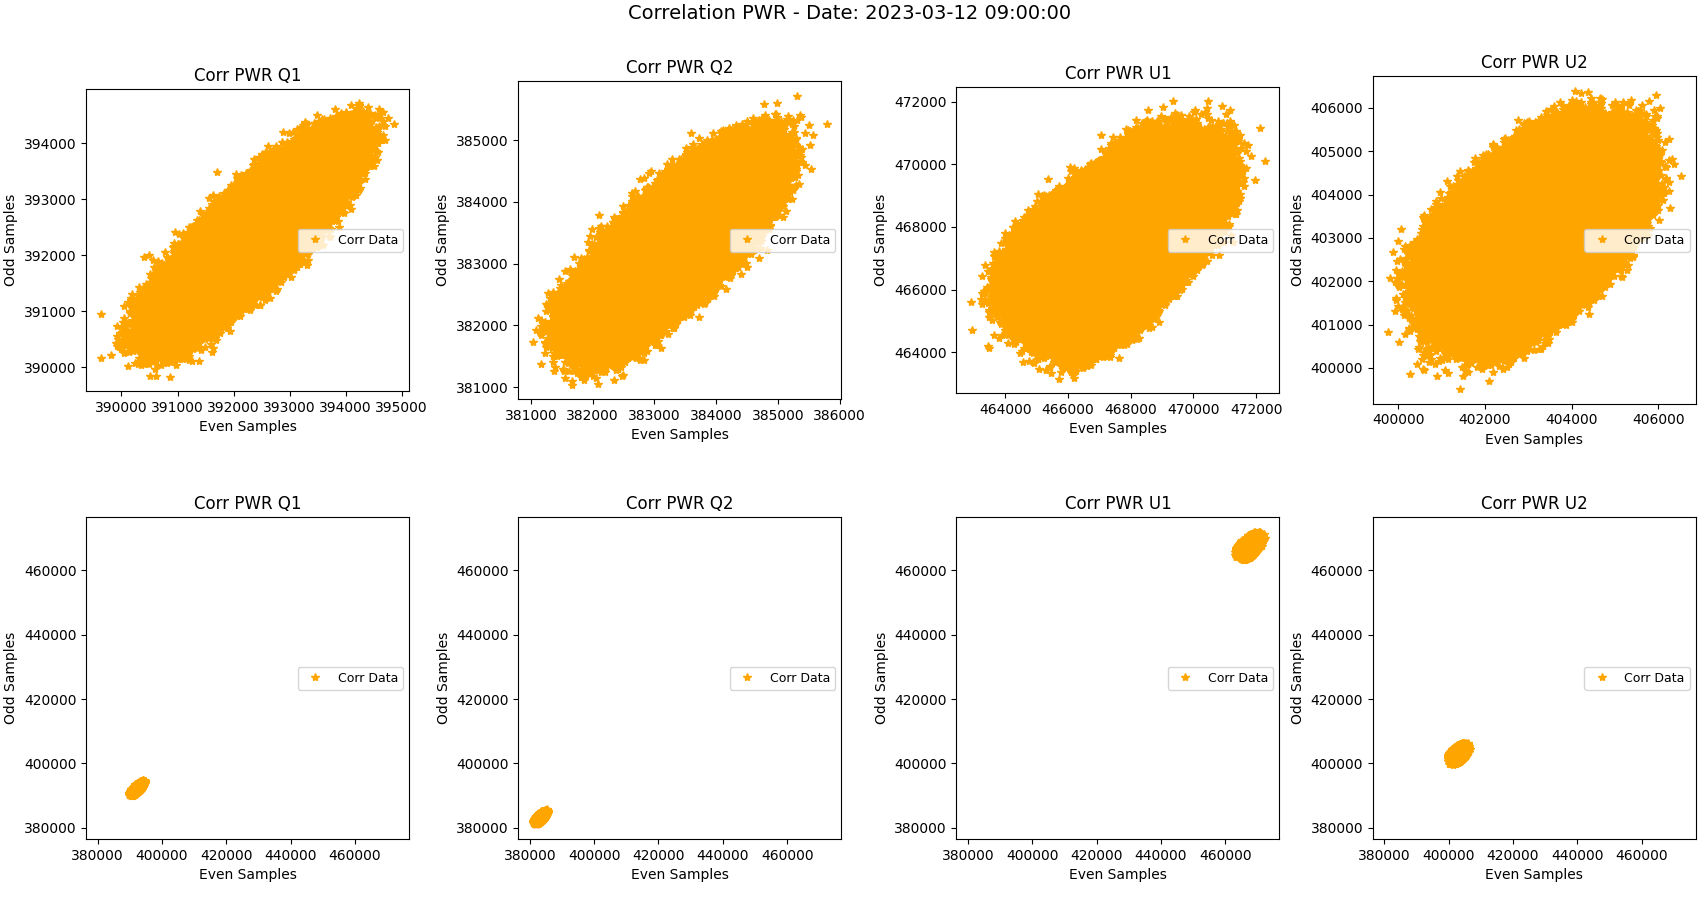 Correlation PWR - Date: 2023-03-12 09:00:00
Corr PWR Q1
Odd Samples
394000
393000
392000
391000
390000
Corr Data
390000 391000 392000 393000 394000 395000
Even Samples
Corr PWR Q2
Odd Samples
385000
384000
383000
382000
381000
Corr Data
381000 382000 383000 384000 385000 386000
Even Samples
Corr PWR U1
Odd Samples
472000
470000
468000
466000
464000
Corr Data
464000 466000 468000 470000 472000
Even Samples
Corr PWR U2
Odd Samples
406000
405000
404000
403000
402000
401000
400000
Corr Data
400000 402000 404000 406000
Even Samples
Corr PWR Q1
Odd Samples
460000
440000
420000
400000
380000
Corr Data
380000 400000 420000 440000 460000
Even Samples
Corr PWR Q2
Odd Samples
460000
440000
420000
400000
380000
Corr Data
380000 400000 420000 440000 460000
Even Samples
Corr PWR U1
Odd Samples
460000
440000
420000
400000
380000
Corr Data
380000 400000 420000 440000 460000
Even Samples
Corr PWR U2
Odd Samples
460000
440000
420000
400000
380000
Corr Data
380000 400000 420000 440000 460000
Even Samples